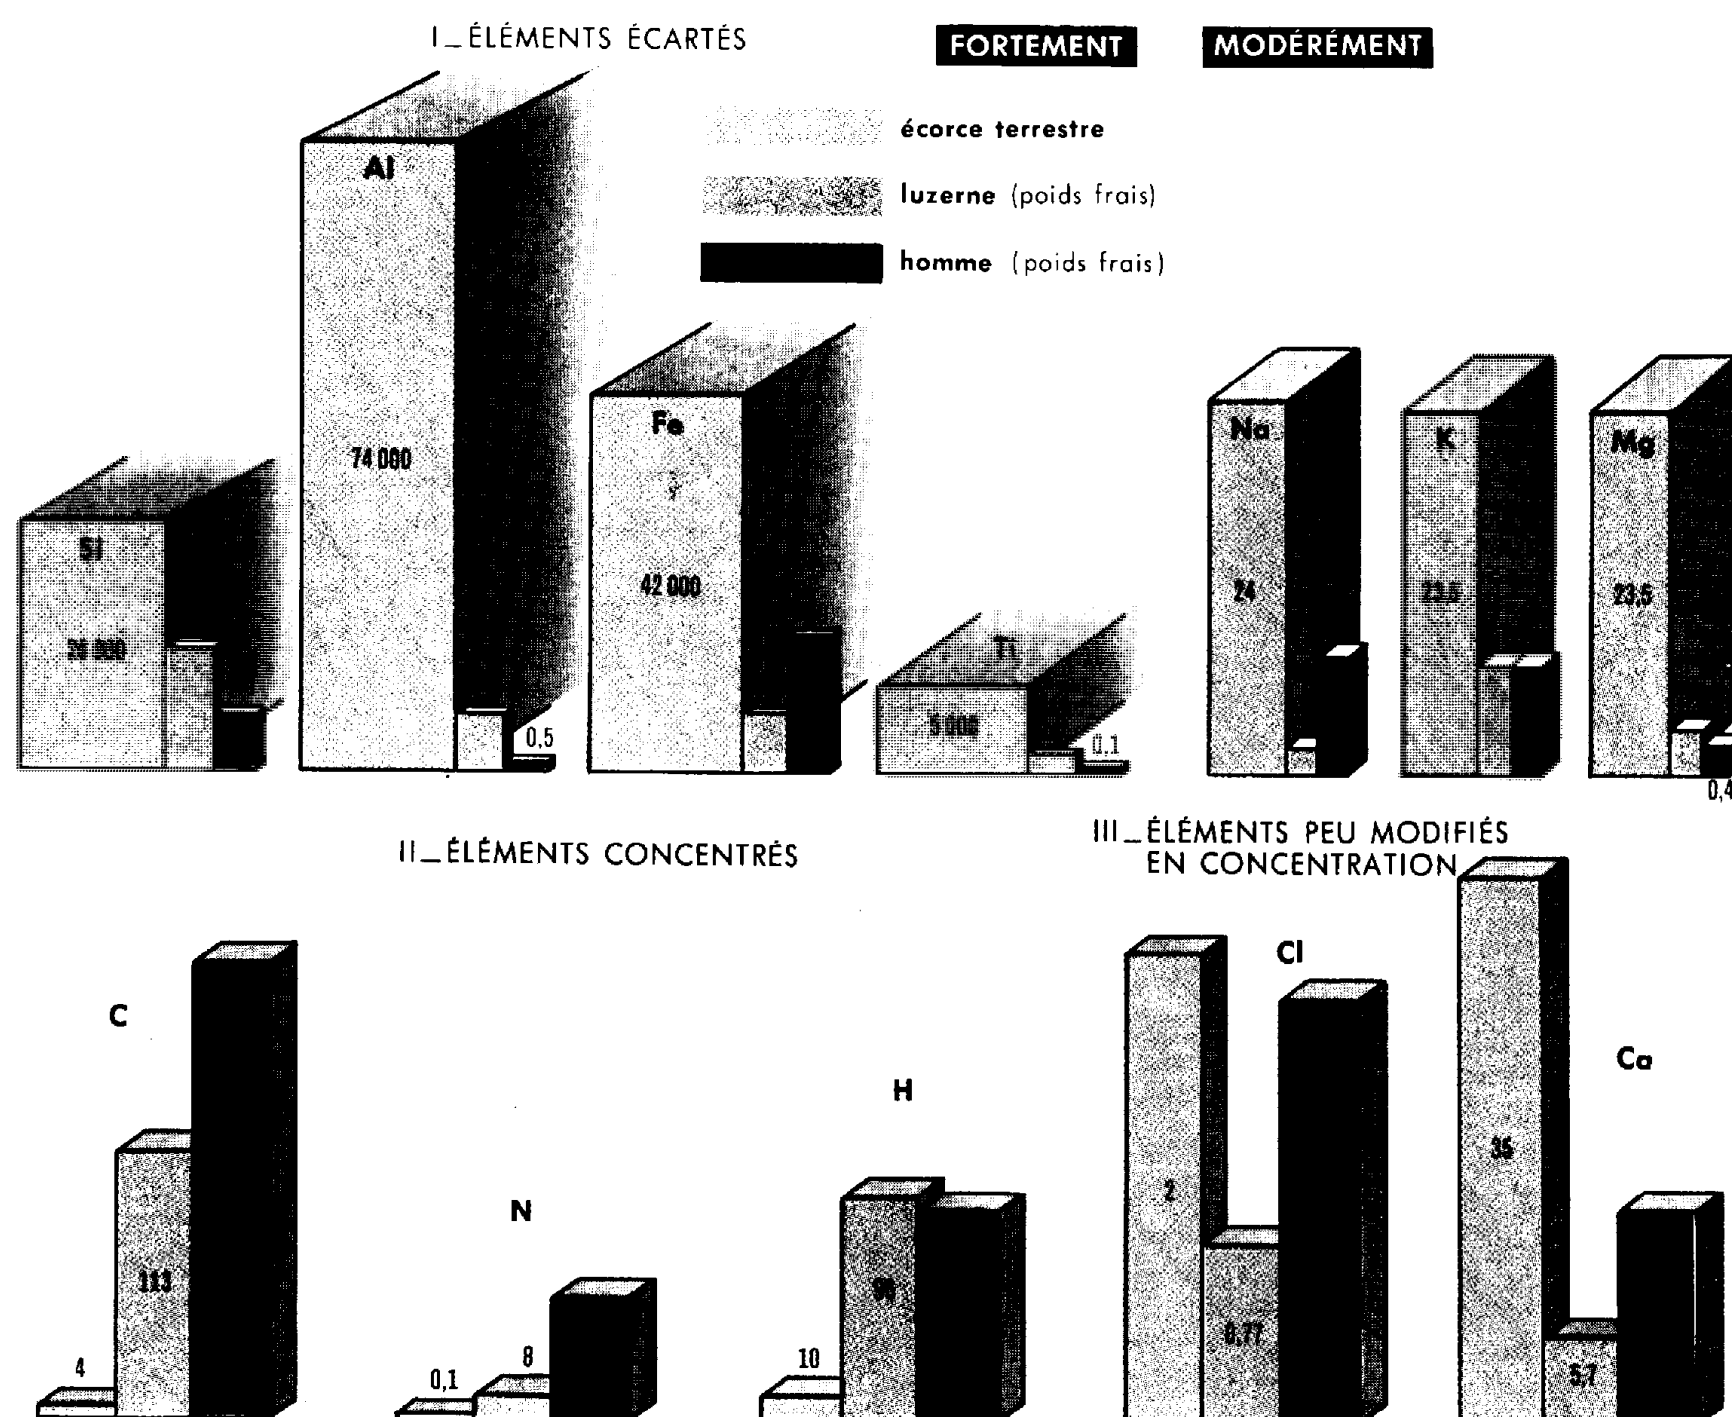 I_ÉLÉMENTS ÉCARTÉS
FORTEMENT
MODÉRÉMENT
écorce terrestre
luzerne (poids frais)
homme (poids frais)
Si
Al
74 000
0,5
Fe
42 000
Ti
5 000
0.1
Na
24
K
23,5
Mg
23,5
0,4
II_ÉLÉMENTS CONCENTRÉS
III_ÉLÉMENTS PEU MODIFIÉS
EN CONCENTRATION
C
4
113
N
0,1
8
H
10
Cl
2
0,77
Ca
35
5,7